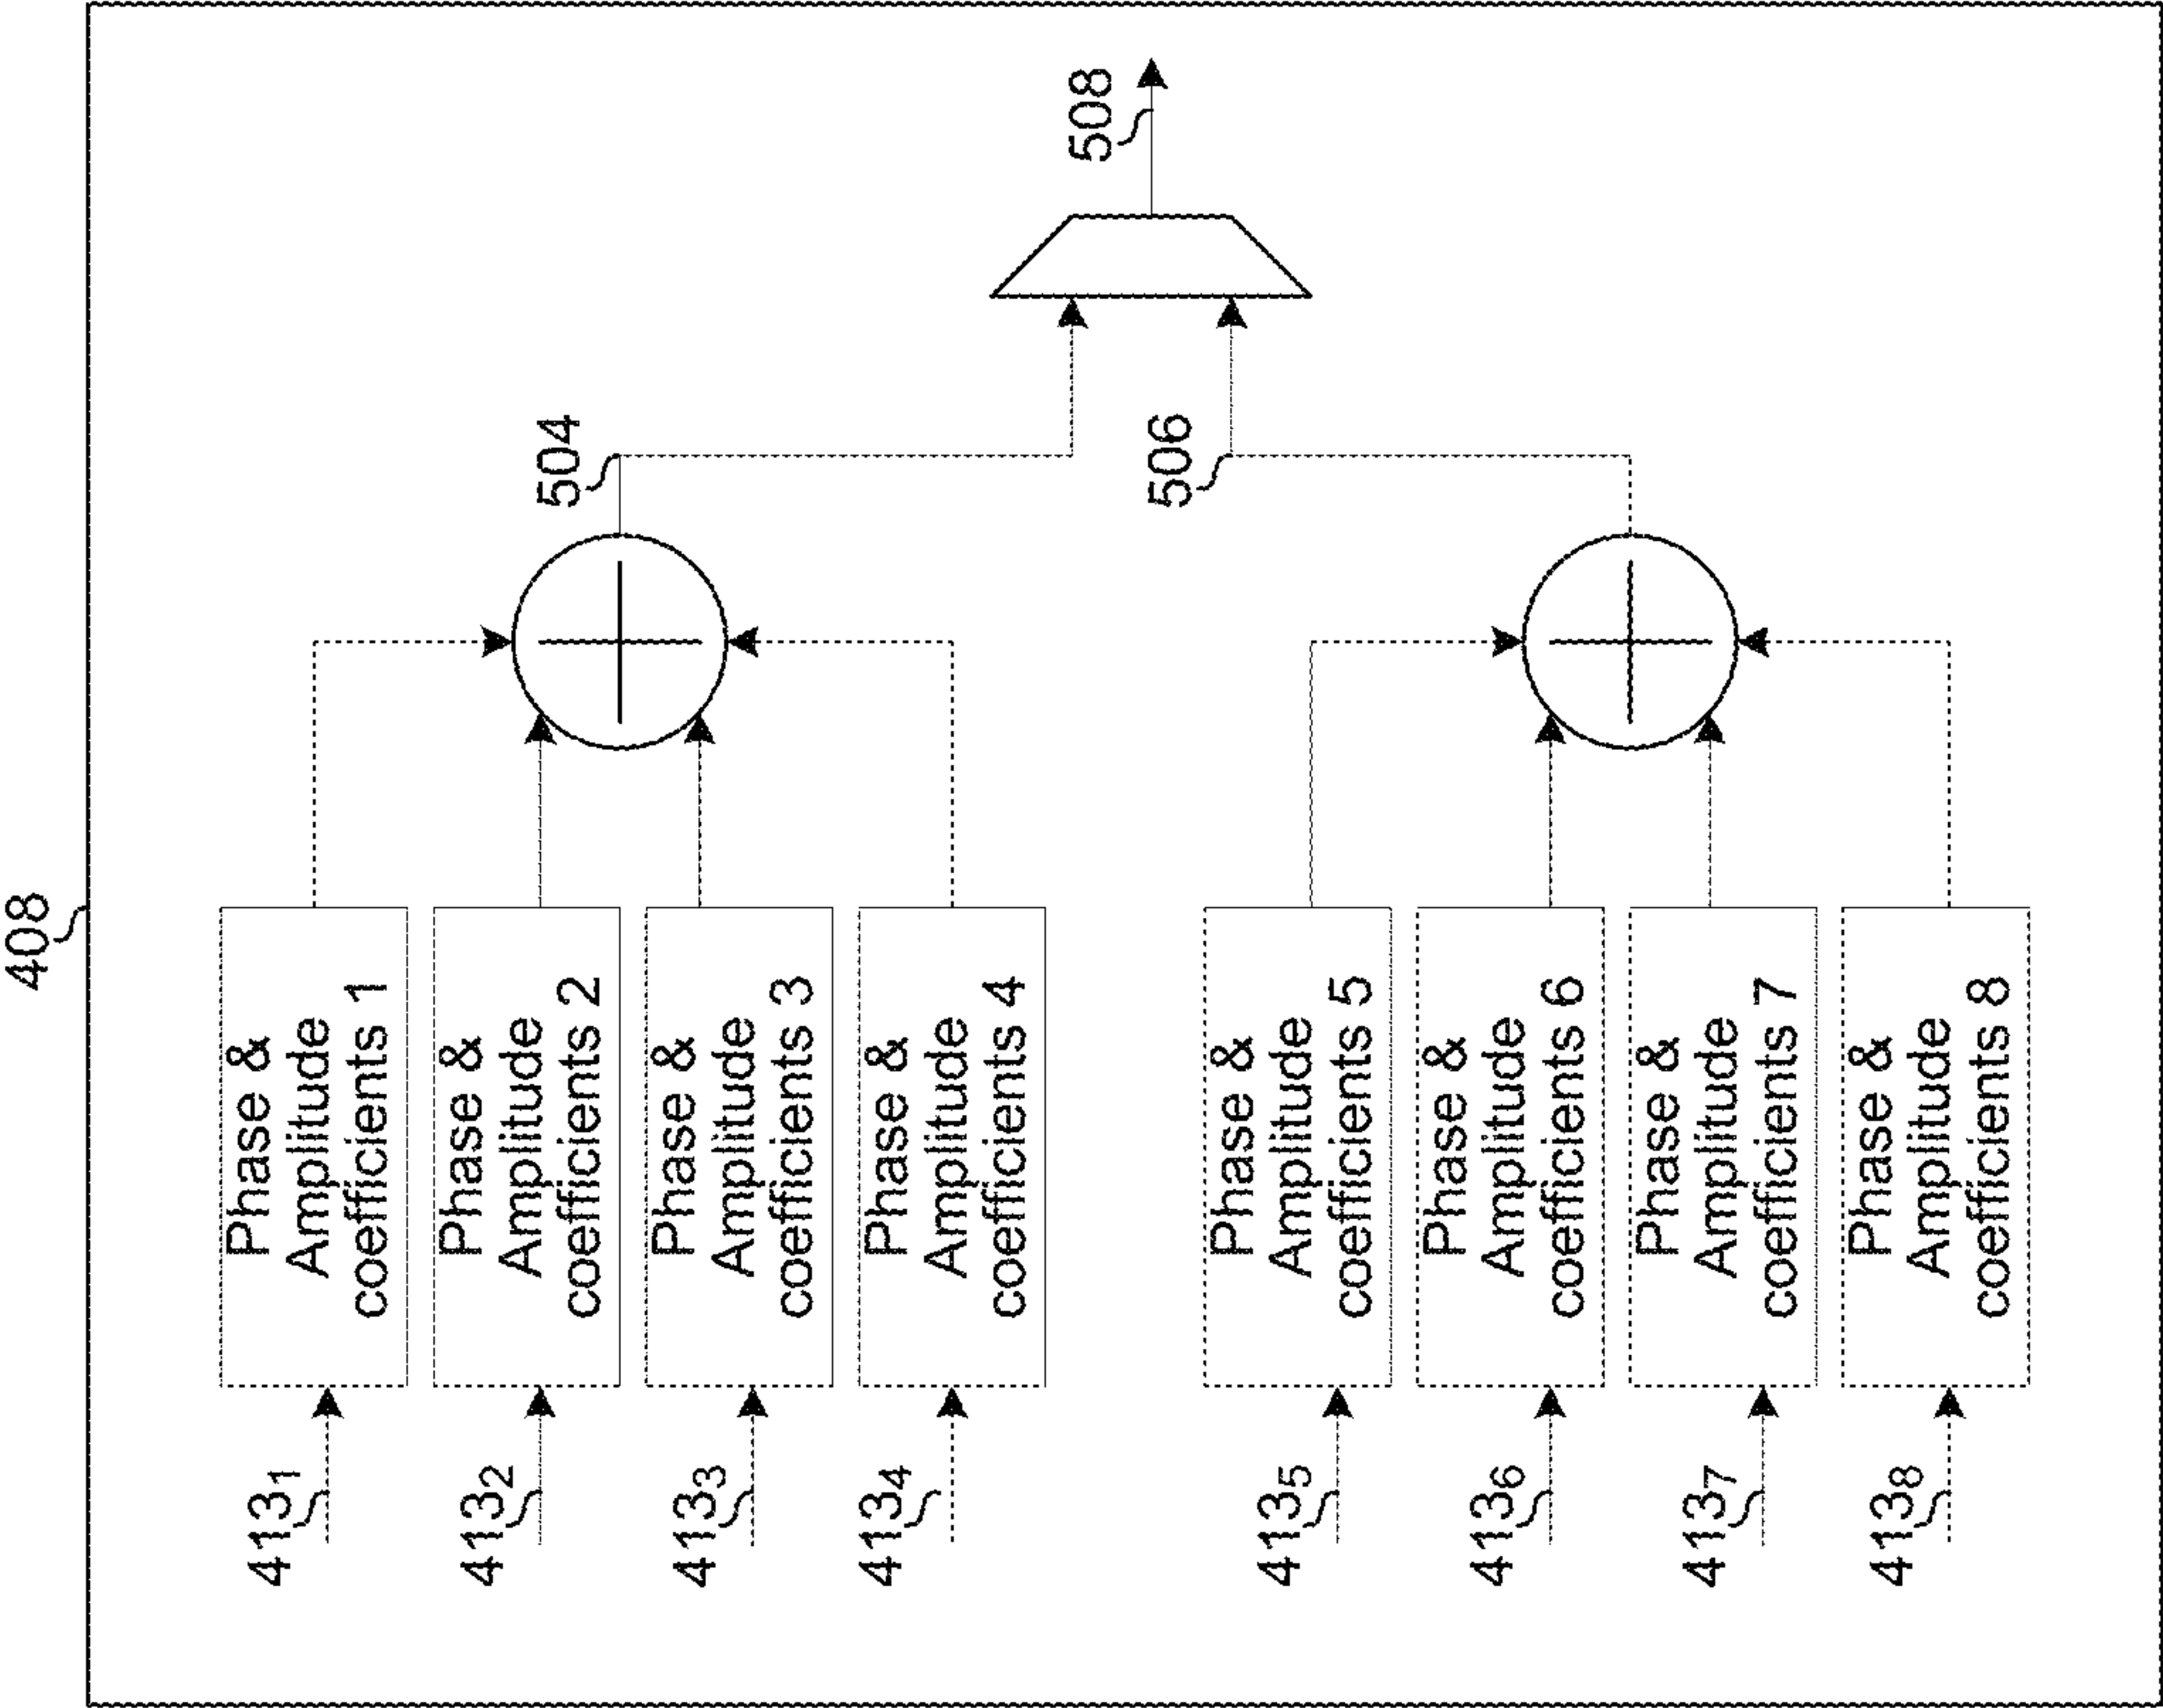 408
413₁
Phase &
Amplitude
coefficients 1
413₂
Phase &
Amplitude
coefficients 2
413₃
Phase &
Amplitude
coefficients 3
413₄
Phase &
Amplitude
coefficients 4
413₅
Phase &
Amplitude
coefficients 5
413₆
Phase &
Amplitude
coefficients 6
413₇
Phase &
Amplitude
coefficients 7
413₈
Phase &
Amplitude
coefficients 8
504
506
508